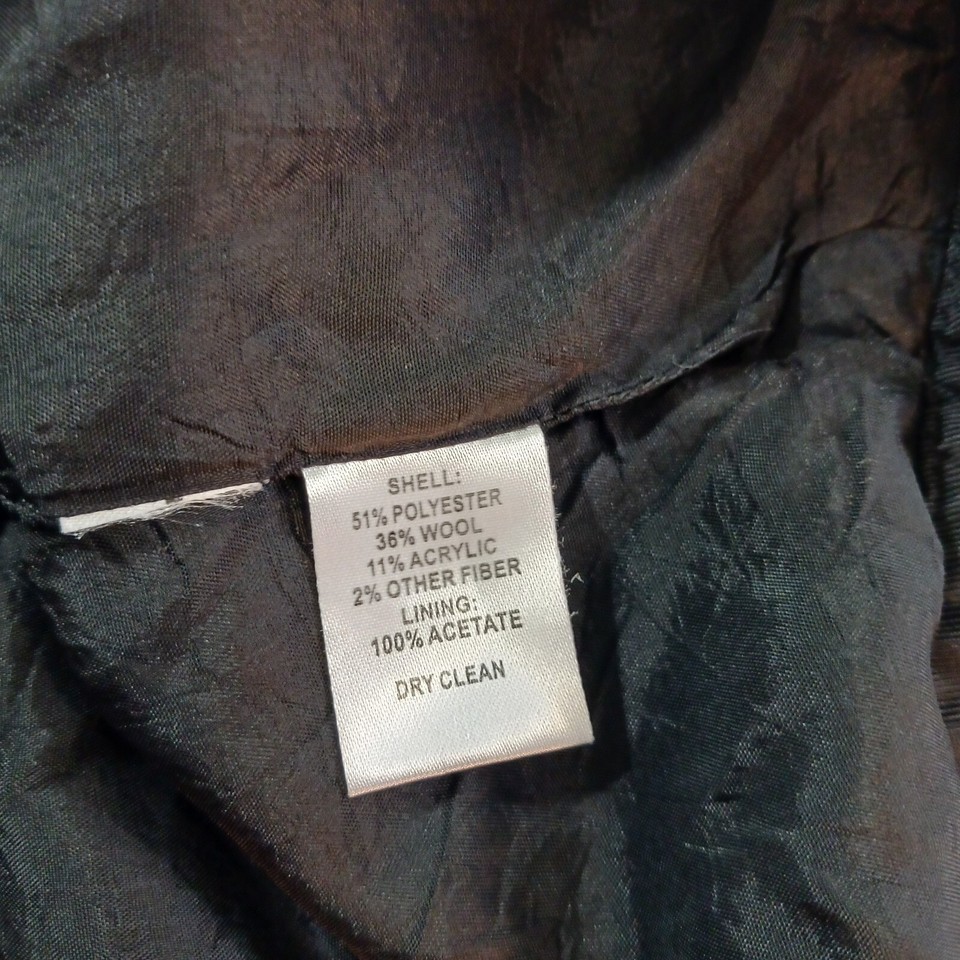 SHELL:
51% POLYESTER
36% WOOL
11% ACRYLIC
2% OTHER FIBER
LINING:
100% ACETATE
DRY CLEAN